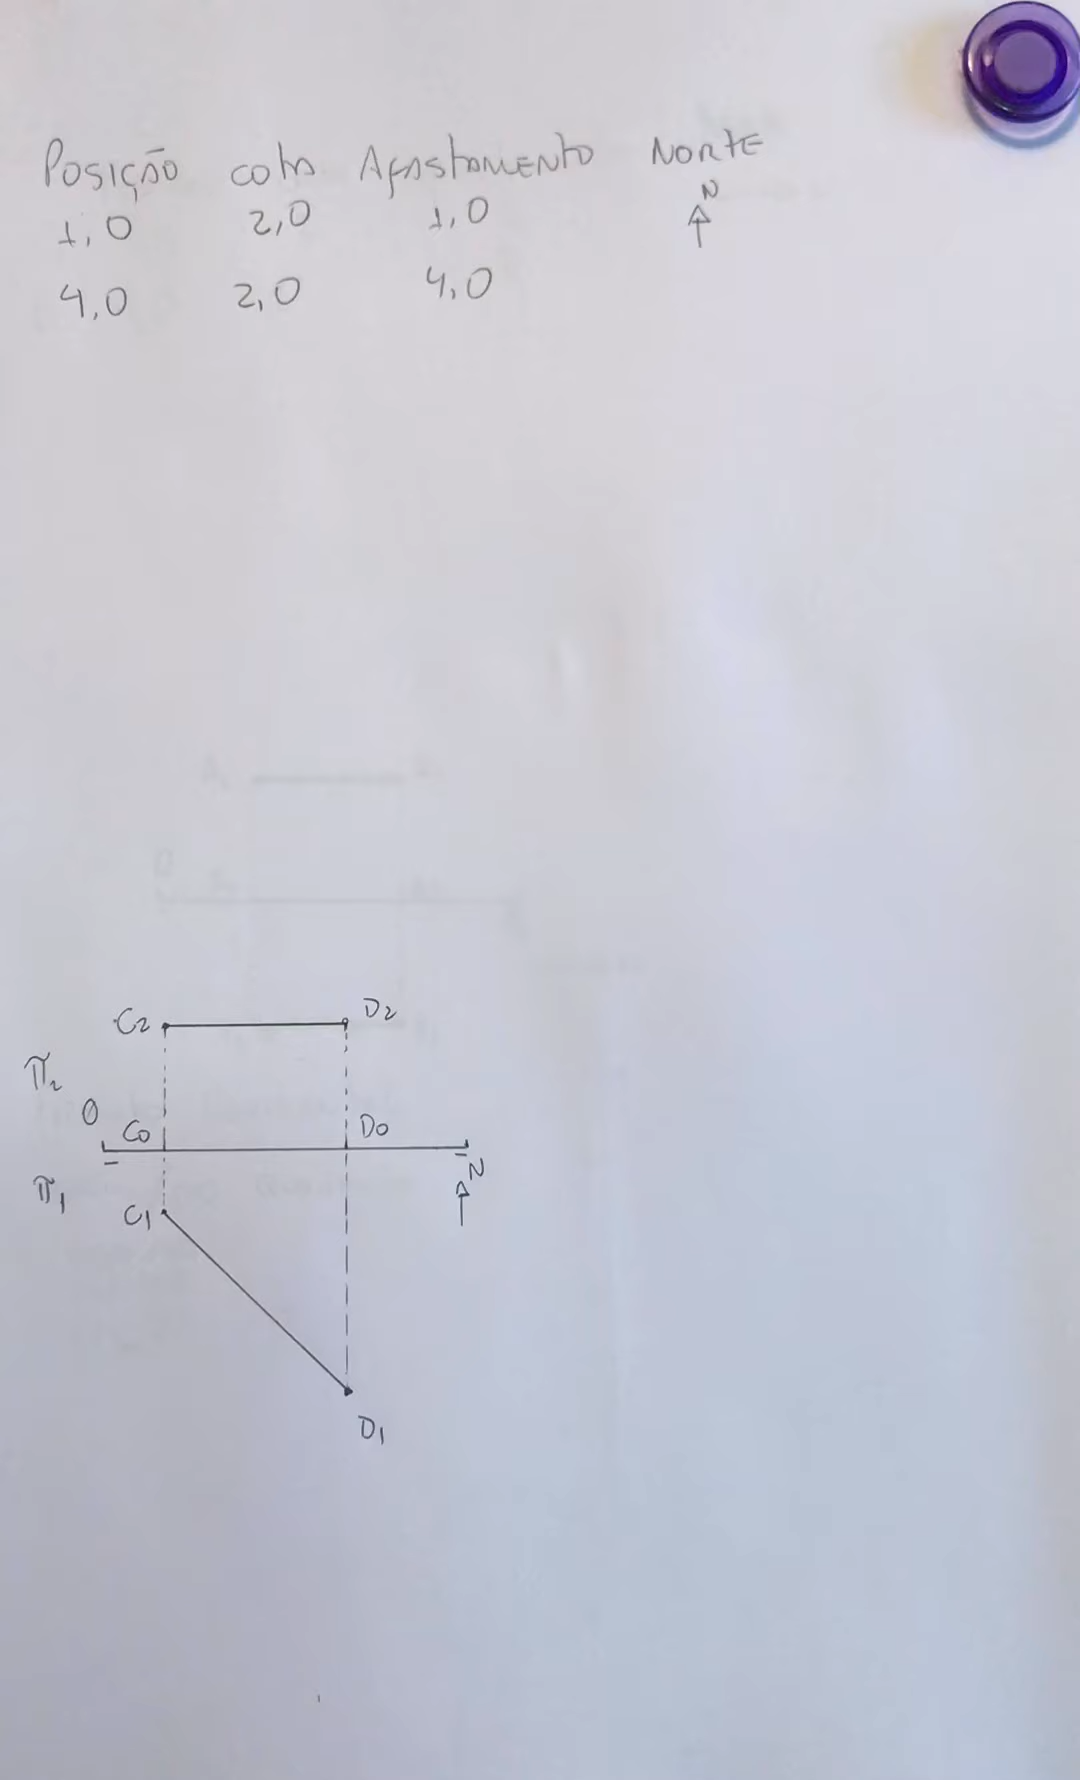 Posição cota Afastamento Norte
N
1,0 2,0 1,0 ↑
4,0 2,0 4,0
C2 D2
π2
0 C0 D0
π1 N
C1 ↑
D1